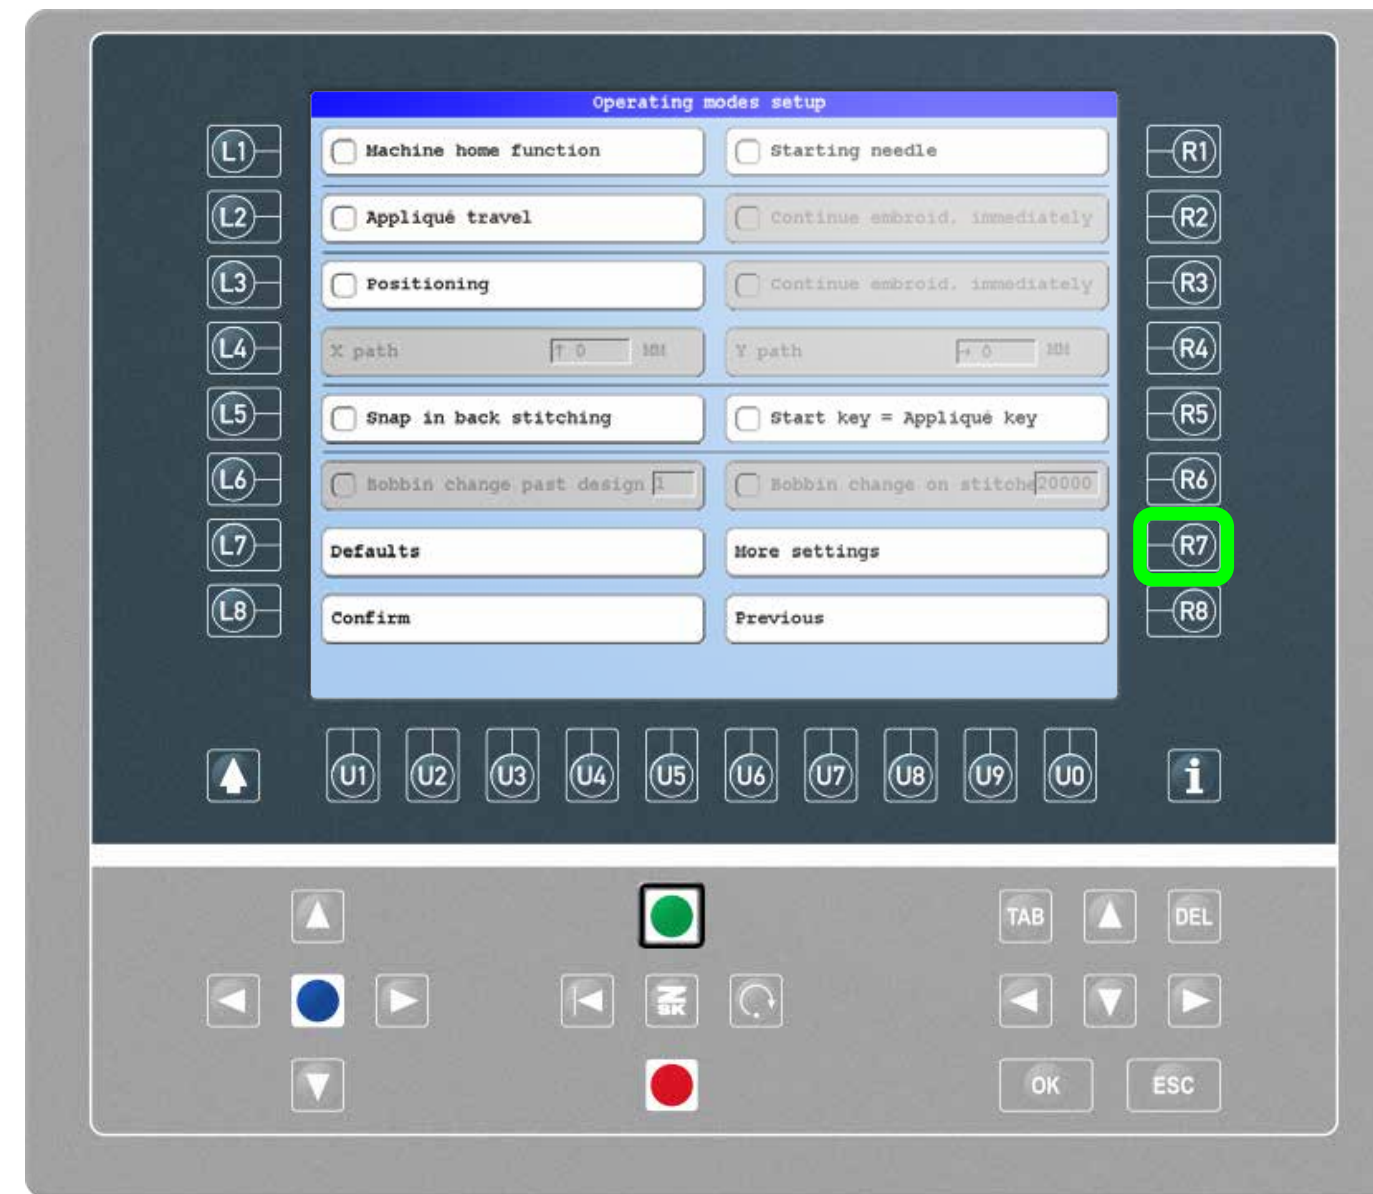 Operating modes setup
L1 Machine home function Starting needle R1
L2 Appliqué travel Continue embroid. immediately R2
L3 Positioning Continue embroid. immediately R3
L4 X path ↑ 0 MM Y path → 0 MM R4
L5 Snap in back stitching Start key = Appliqué key R5
L6 Bobbin change past design 1 Bobbin change on stitche 20000 R6
L7 Defaults More settings R7
L8 Confirm Previous R8
U1 U2 U3 U4 U5 U6 U7 U8 U9 U0 i
TAB DEL
ZSK
OK ESC